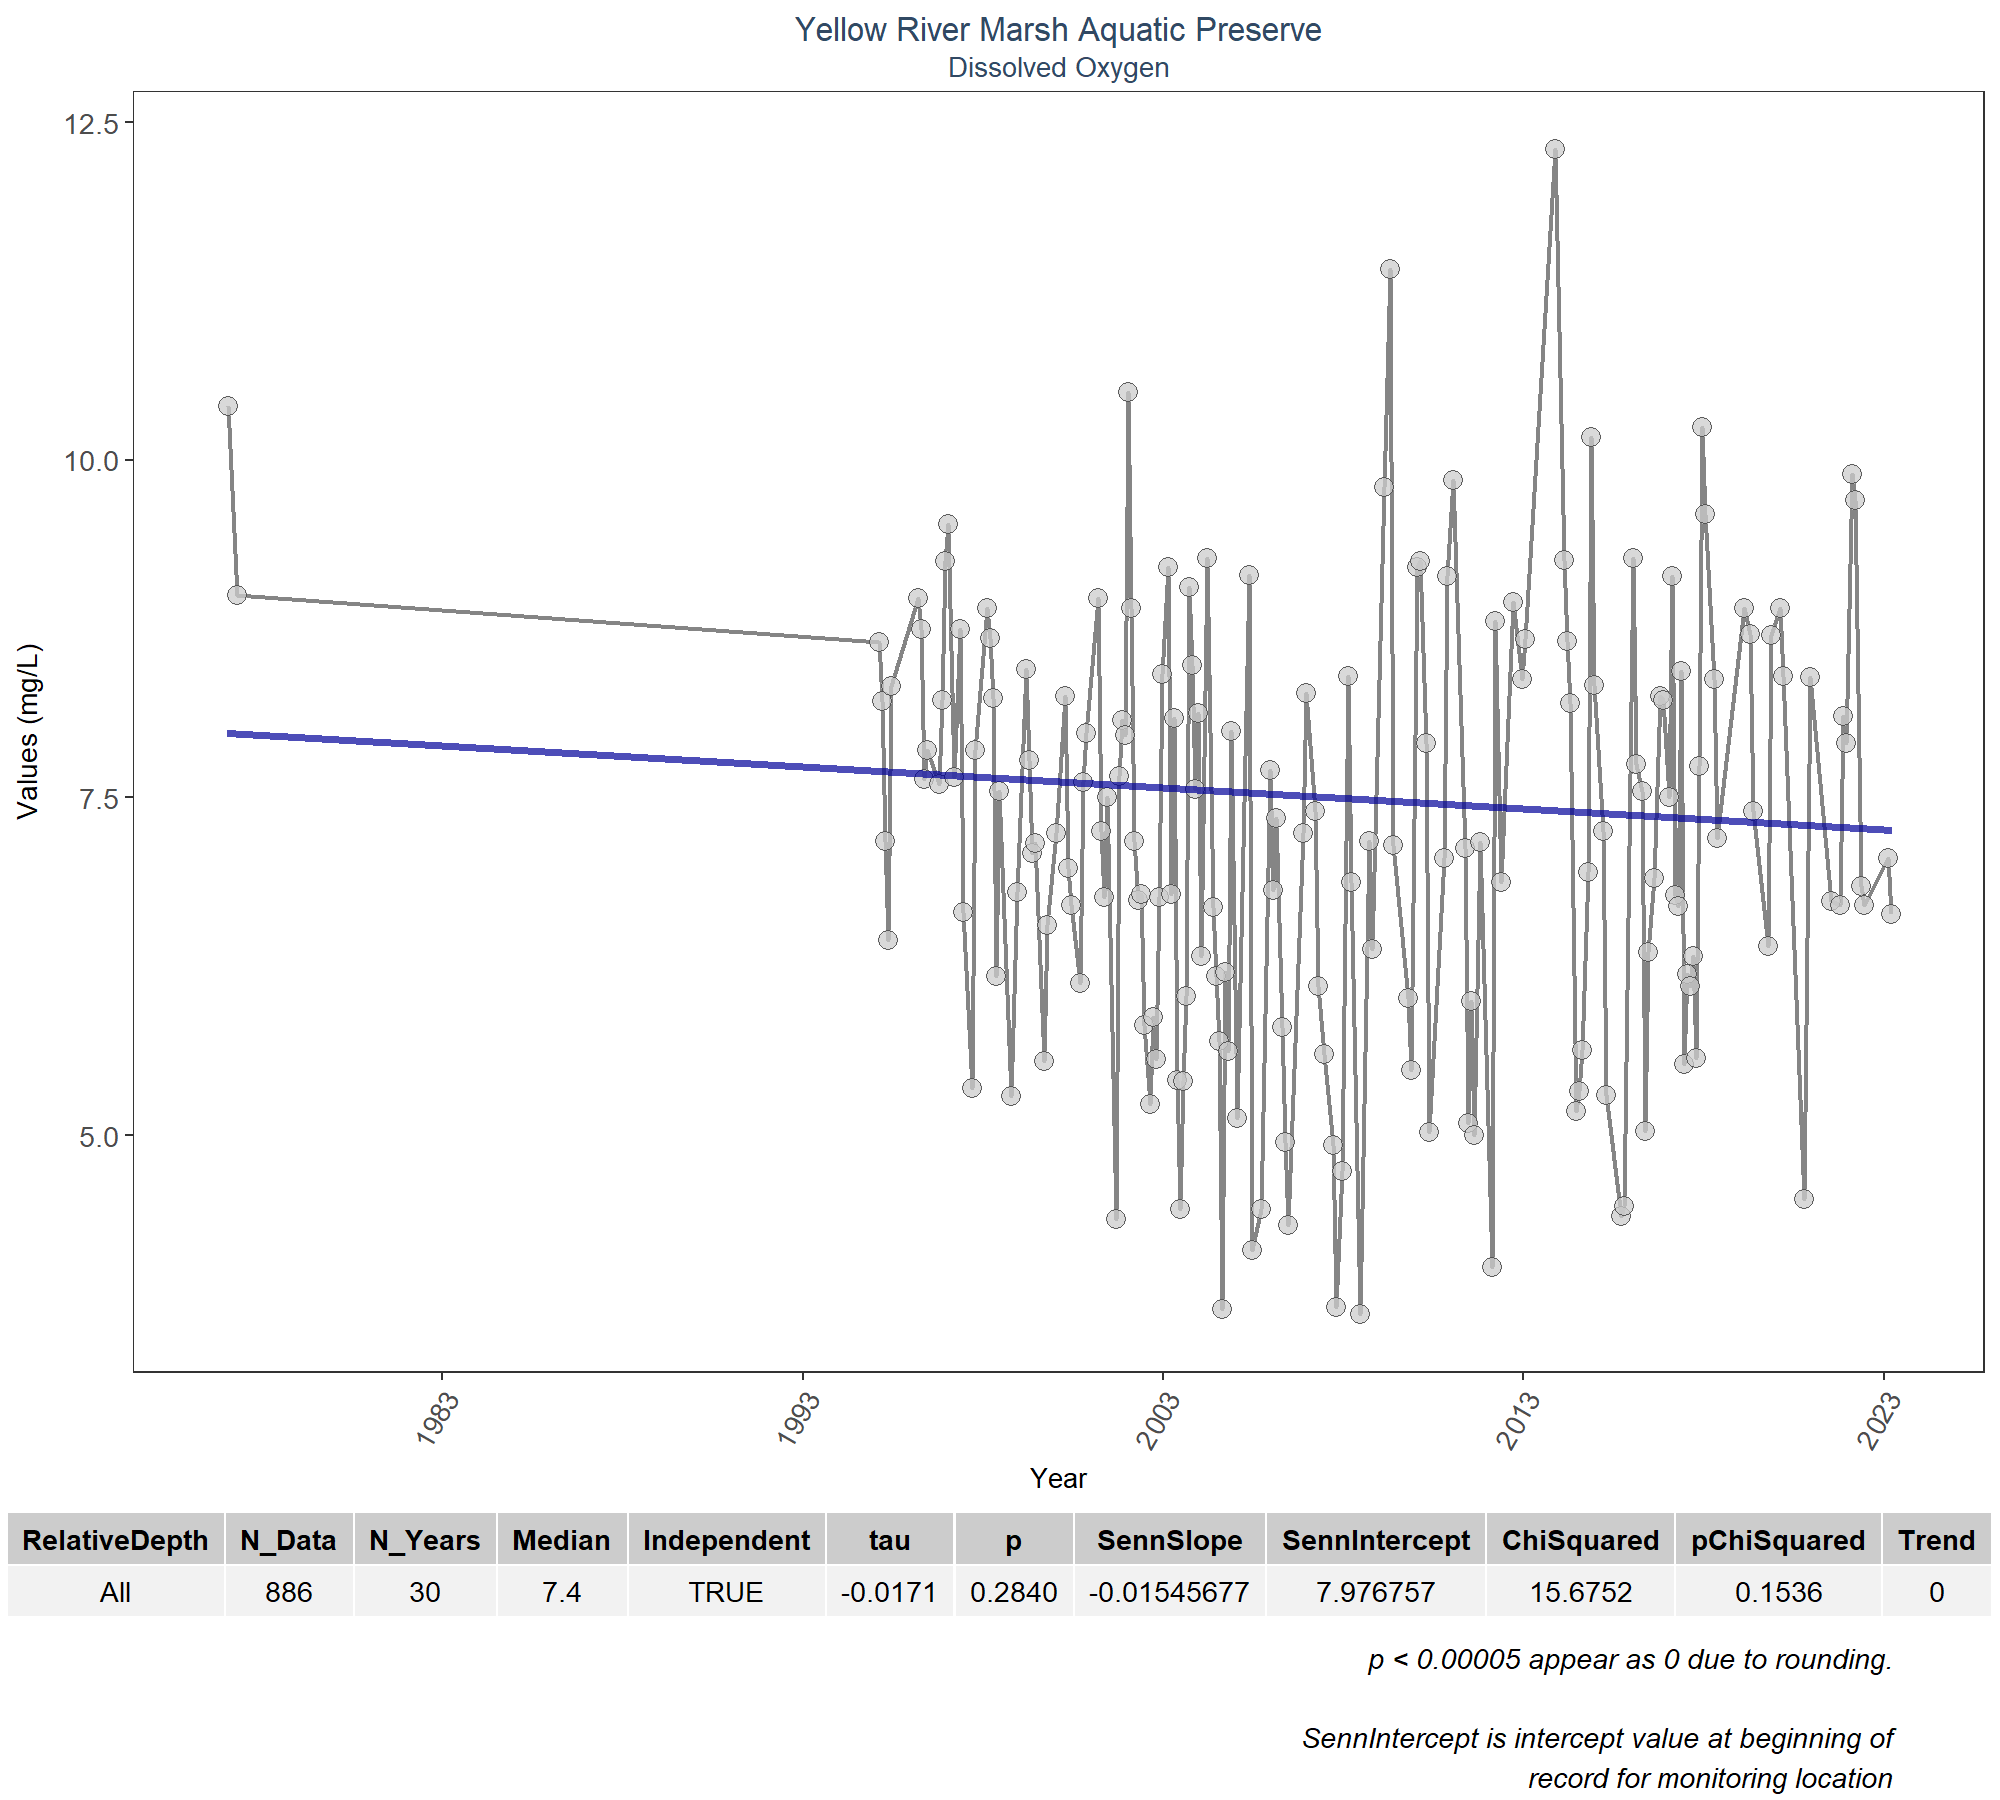 Yellow River Marsh Aquatic Preserve
Dissolved Oxygen
12.5
10.0
7.5
5.0
Values (mg/L)
1983
1993
2003
2013
2023
Year
RelativeDepth N_Data N_Years Median Independent tau p SennSlope SennIntercept ChiSquared pChiSquared Trend
All 886 30 7.4 TRUE -0.0171 0.2840 -0.01545677 7.976757 15.6752 0.1536 0
p < 0.00005 appear as 0 due to rounding.
SennIntercept is intercept value at beginning of
record for monitoring location